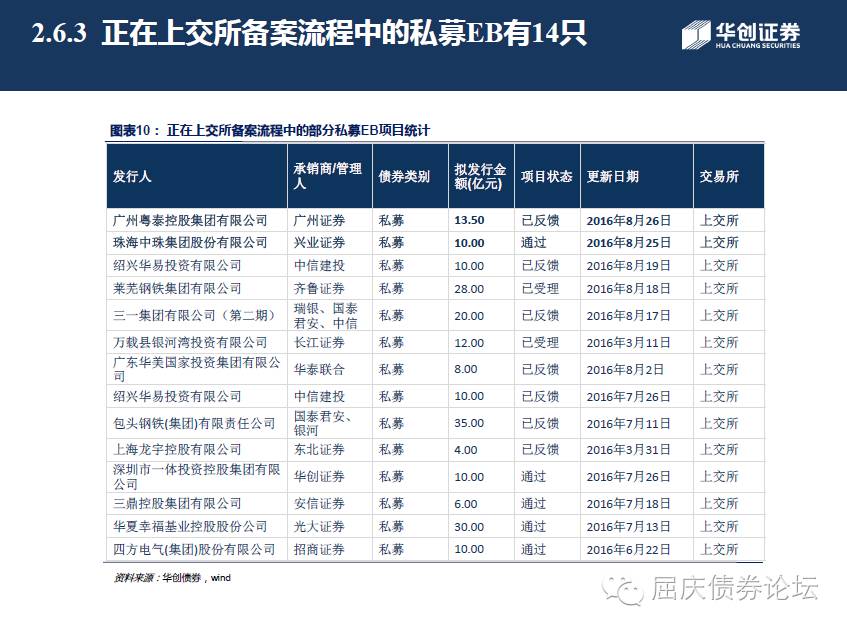 2.6.3 正在上交所备案流程中的私募EB有14只
华创证券
HUA CHUANG SECURITIES
图表10： 正在上交所备案流程中的部分私募EB项目统计
发行人 承销商/管理人 债券类别 拟发行金额(亿元) 项目状态 更新日期 交易所
广州粤泰控股集团有限公司 广州证券 私募 13.50 已反馈 2016年8月26日 上交所
珠海中珠集团股份有限公司 兴业证券 私募 10.00 通过 2016年8月25日 上交所
绍兴华易投资有限公司 中信建投 私募 10.00 已反馈 2016年8月19日 上交所
莱芜钢铁集团有限公司 齐鲁证券 私募 28.00 已受理 2016年8月18日 上交所
三一集团有限公司（第二期） 瑞银、国泰君安、中信 私募 20.00 已反馈 2016年8月17日 上交所
万载县银河湾投资有限公司 长江证券 私募 12.00 已受理 2016年3月11日 上交所
广东华美国家投资集团有限公司 华泰联合 私募 8.00 已反馈 2016年8月2日 上交所
绍兴华易投资有限公司 中信建投 私募 10.00 已反馈 2016年7月26日 上交所
包头钢铁(集团)有限责任公司 国泰君安、银河 私募 35.00 已反馈 2016年7月11日 上交所
上海龙宇控股有限公司 东北证券 私募 4.00 已反馈 2016年3月31日 上交所
深圳市一体投资控股集团有限公司 华创证券 私募 10.00 通过 2016年7月26日 上交所
三鼎控股集团有限公司 安信证券 私募 6.00 通过 2016年7月18日 上交所
华夏幸福基业控股股份公司 光大证券 私募 30.00 通过 2016年7月13日 上交所
四方电气(集团)股份有限公司 招商证券 私募 10.00 通过 2016年6月22日 上交所
资料来源：华创债券，wind
屈庆债券论坛